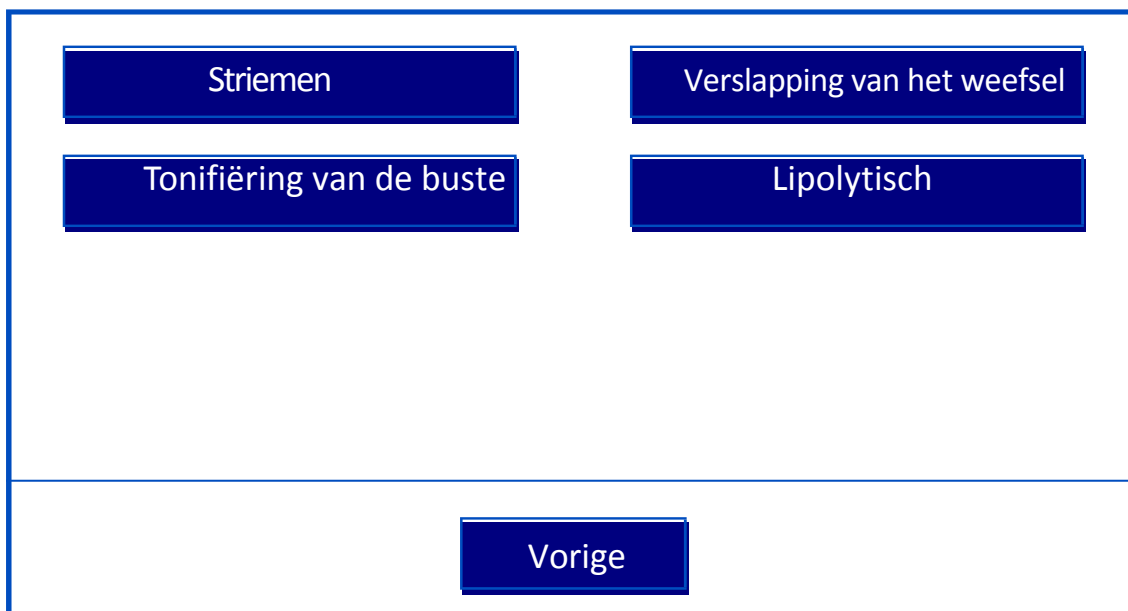 Striemen
Verslapping van het weefsel
Tonifiëring van de buste
Lipolytisch
Vorige